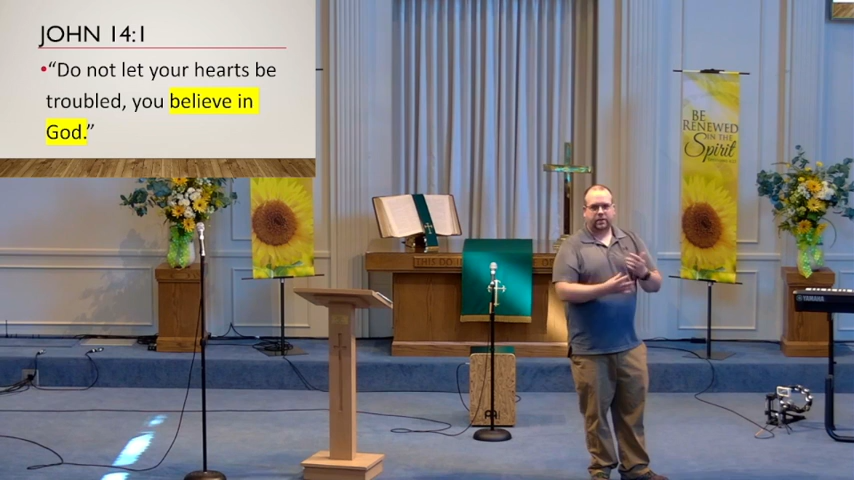 JOHN 14:1
•“Do not let your hearts be
troubled, you believe in
God.”
BE
RENEWED
IN THE
Spirit
THIS DO I
YAMAHA
MEINL